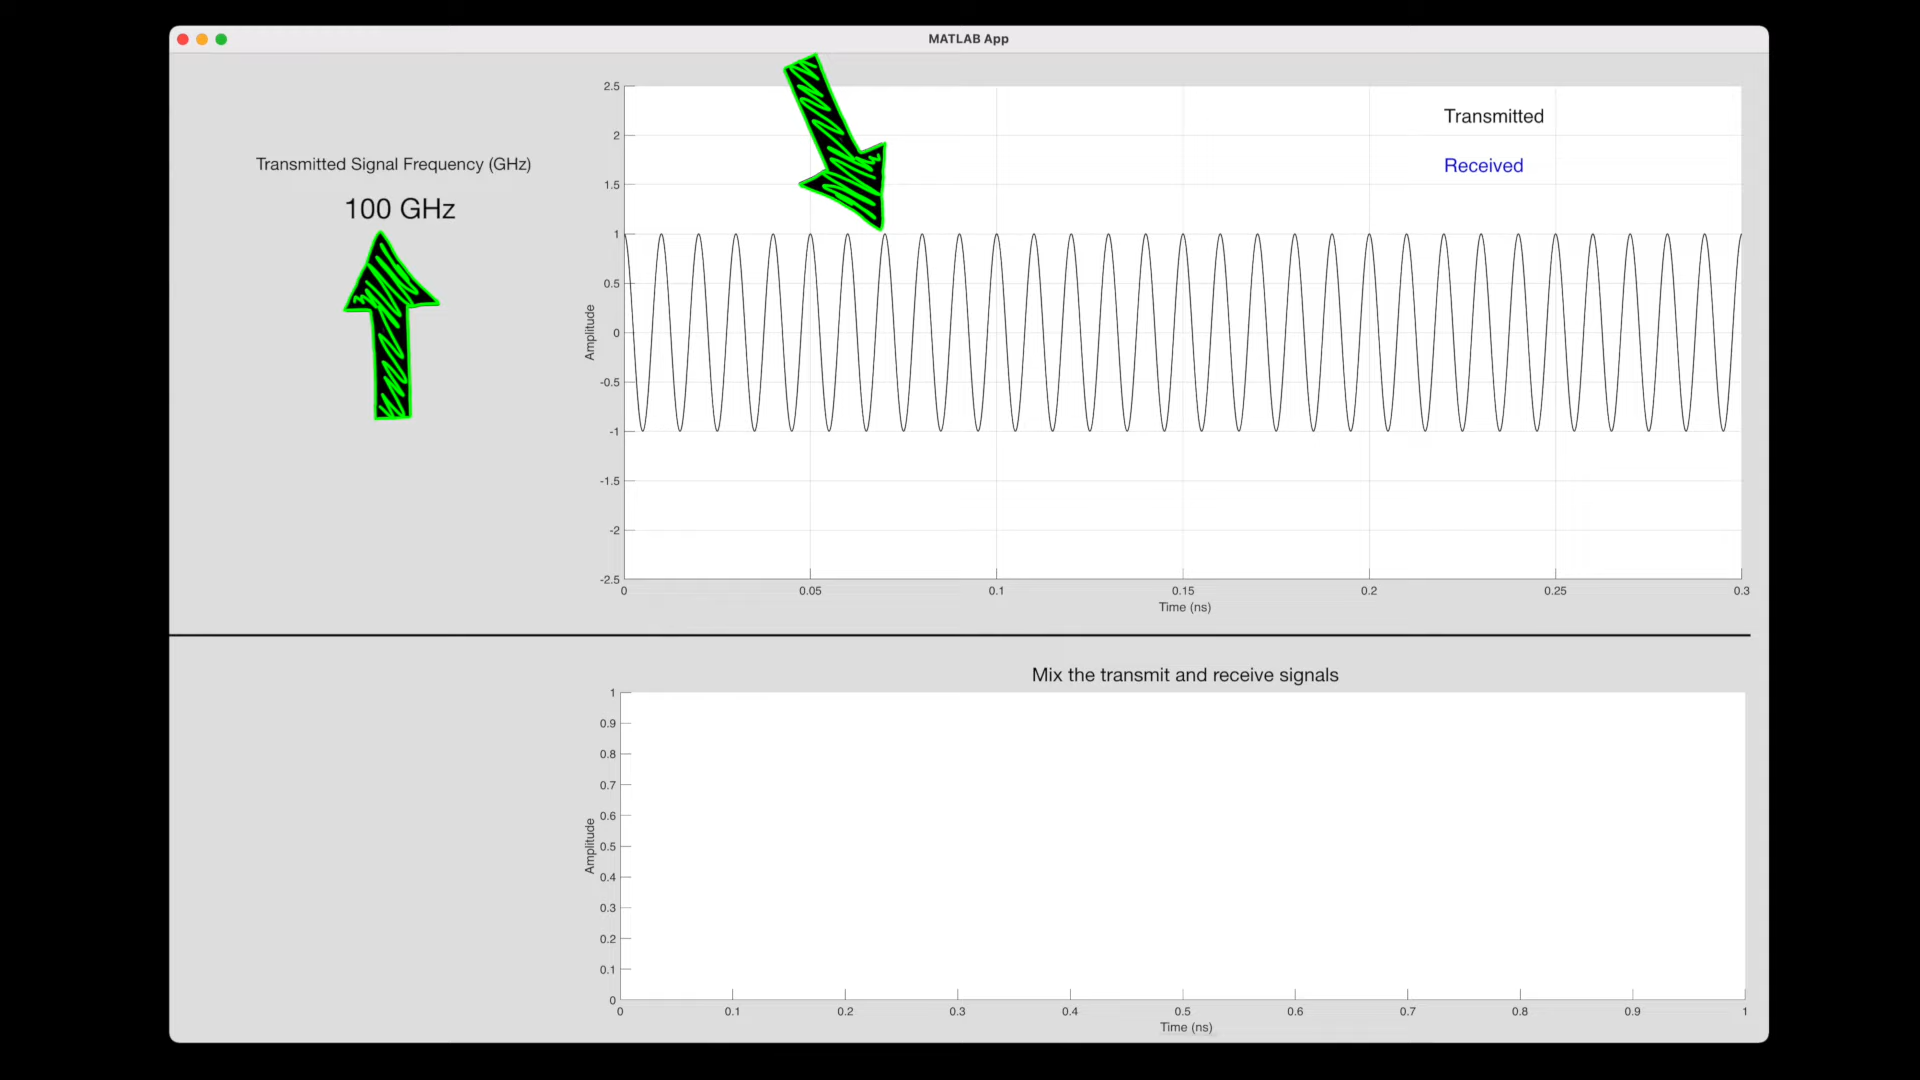 MATLAB App
Transmitted Signal Frequency (GHz)
100 GHz
2.5
2
1.5
1
0.5
0
-0.5
-1
-1.5
-2
-2.5
Amplitude
Transmitted
Received
0 0.05 0.1 0.15 0.2 0.25 0.3
Time (ns)
Mix the transmit and receive signals
1
0.9
0.8
0.7
0.6
0.5
0.4
0.3
0.2
0.1
0
Amplitude
0 0.1 0.2 0.3 0.4 0.5 0.6 0.7 0.8 0.9 1
Time (ns)